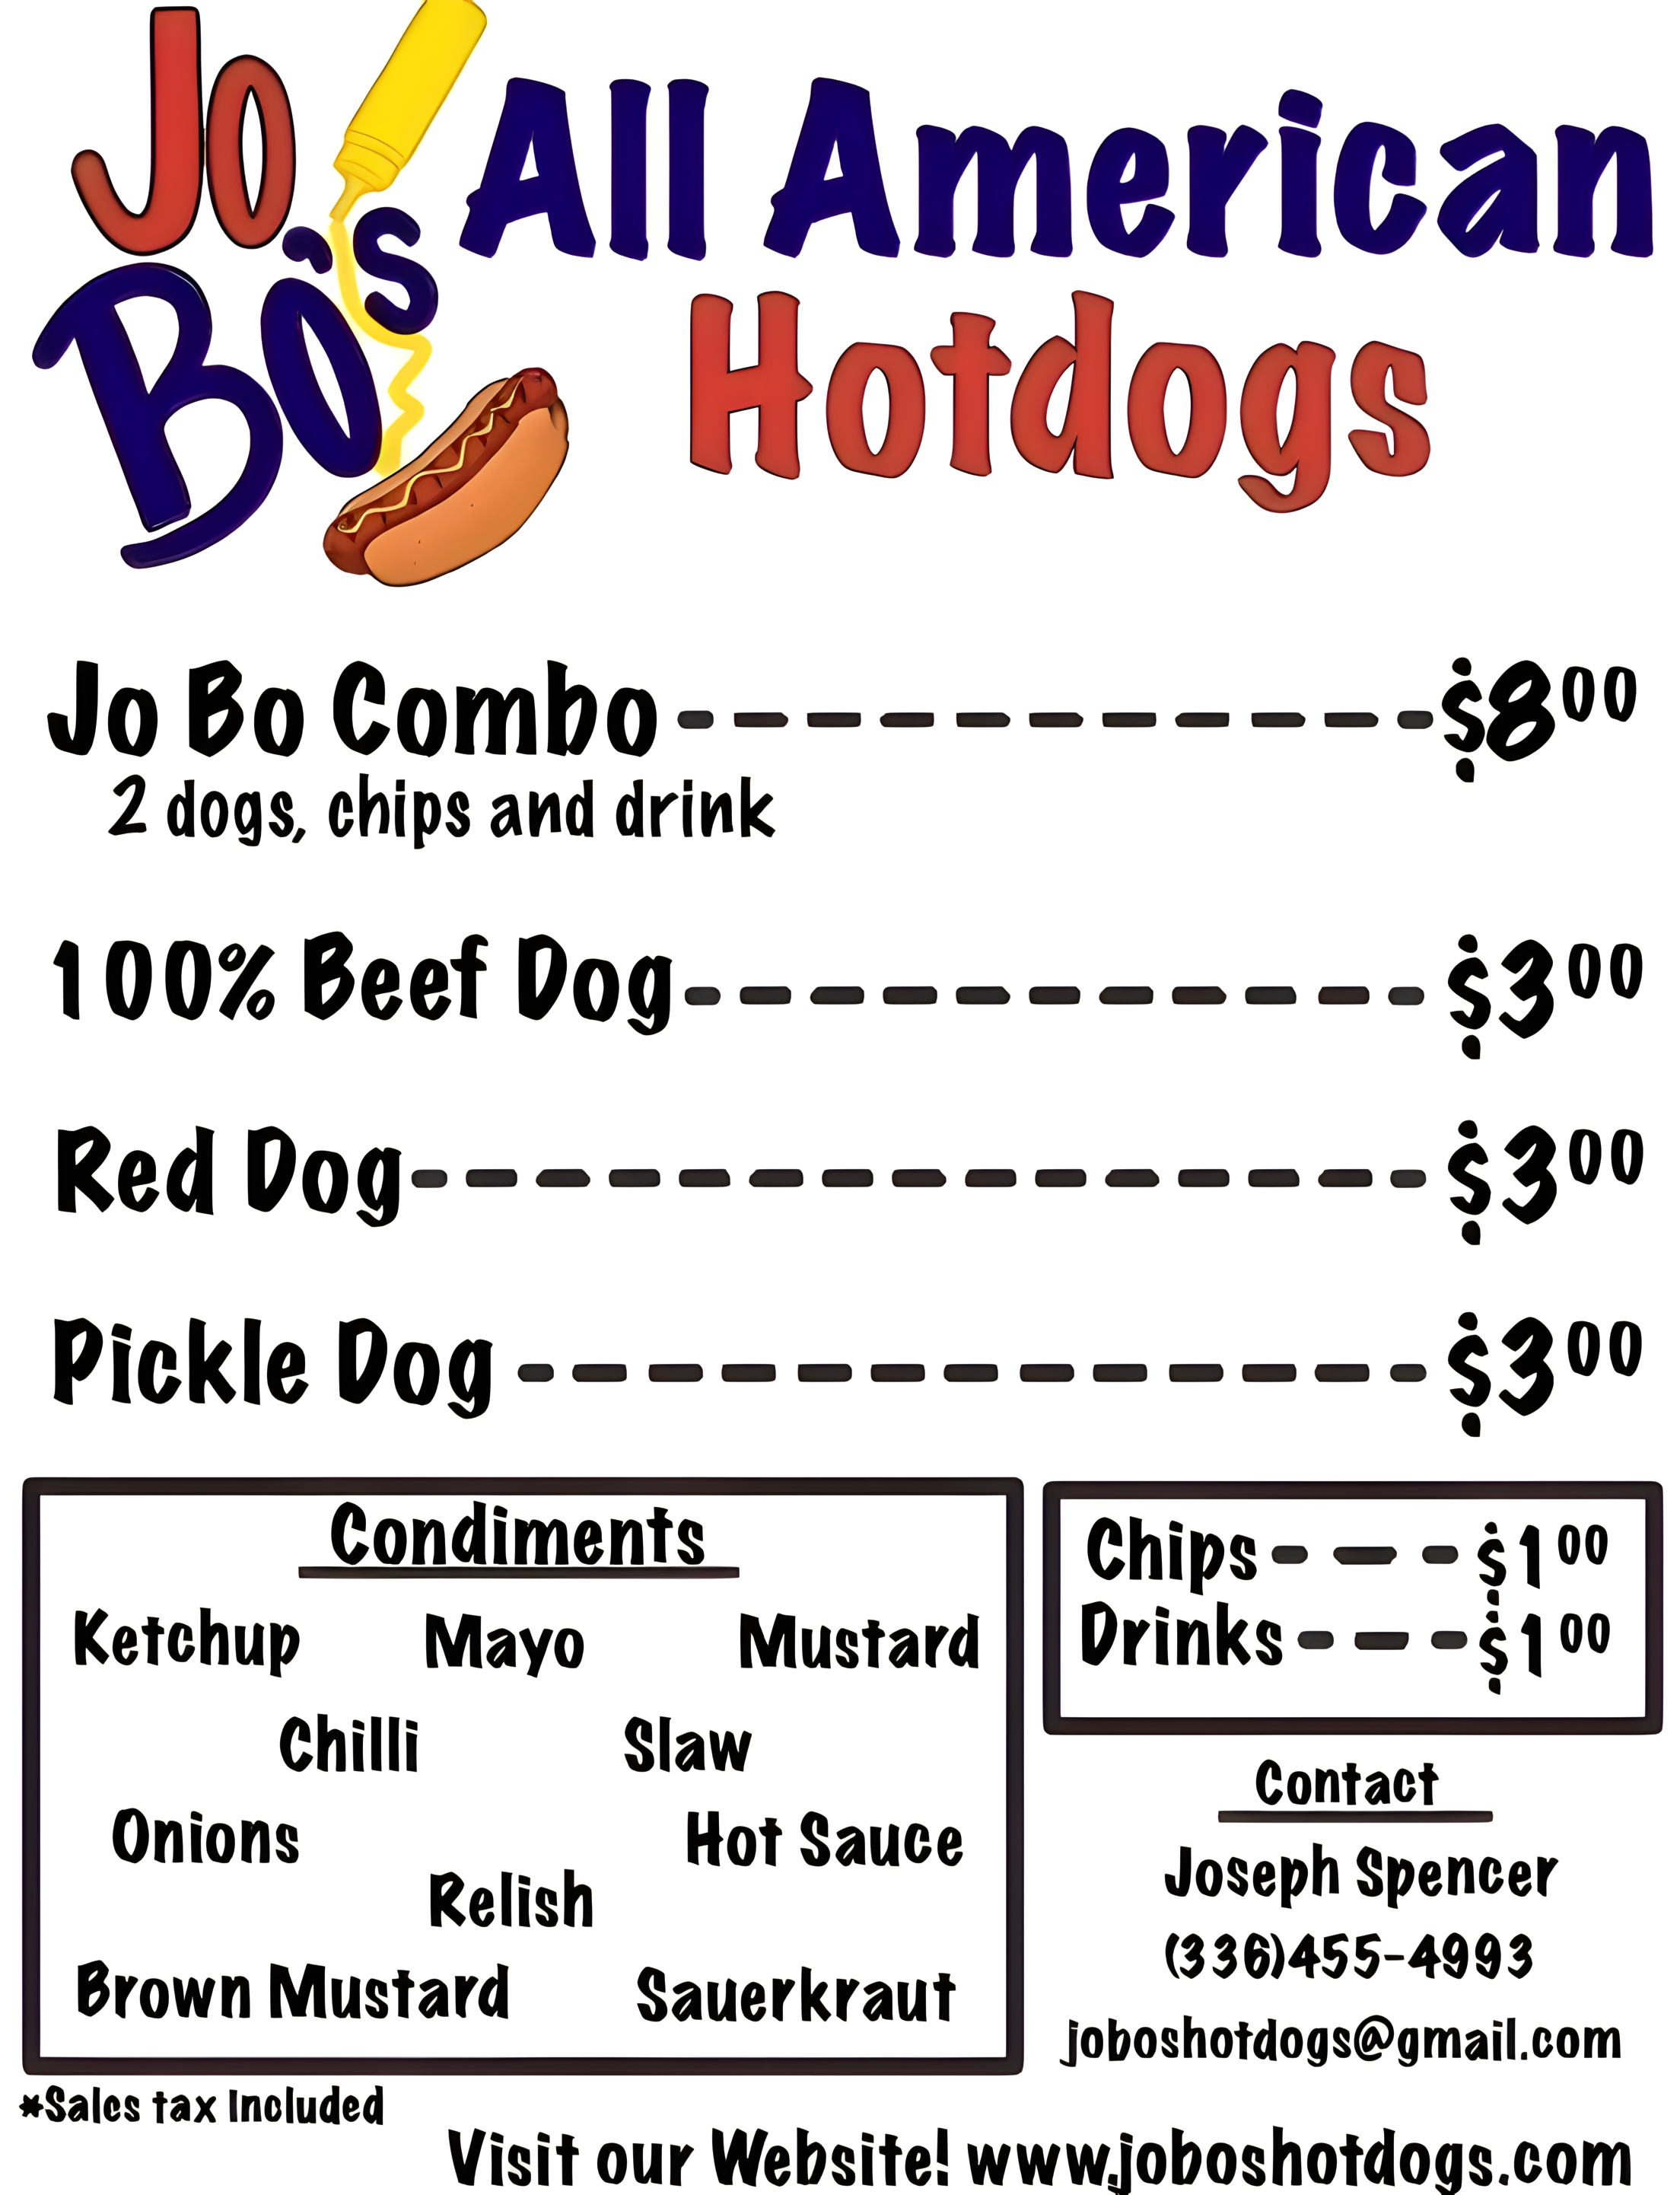 Jo Bo's All American
Hotdogs
Jo Bo Combo - - - - - - - - - - - $8.00
2 dogs, chips and drink
100% Beef Dog - - - - - - - - - - - $3.00
Red Dog - - - - - - - - - - - - - - - $3.00
Pickle Dog - - - - - - - - - - - - - $3.00
Condiments
Ketchup Mayo Mustard
Chilli Slaw
Onions Hot Sauce
Relish
Brown Mustard Sauerkraut
Chips - - - $1.00
Drinks - - - $1.00
Contact
Joseph Spencer
(336)455-4993
joboshotdogs@gmail.com
*Sales tax Included
Visit our Website! www.joboshotdogs.com